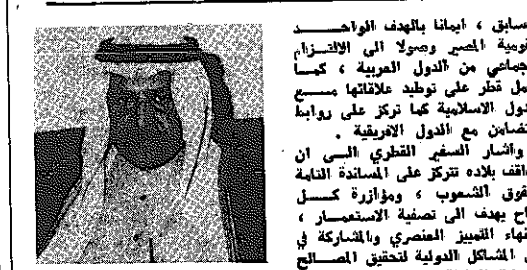 سابق ، ايمانا بالهدف الواحد
قومية المصير وصولا الى الالتزام
جماعي من الدول العربية ، كما
مل قطر على توطيد علاقاتها مع
دول الاسلامية كما تركز على روابط
تضامن مع الدول الافريقية .
واشار السفير القطري الى ان
اقف بلاده تتركز على المساندة التامة
قوق الشعوب ، ومؤازرة كل
اح يهدف الى تصفية الاستعمار ،
تهاء التمييز العنصري والمشاركة في
المشاكل الدولية لتحقيق المصالح